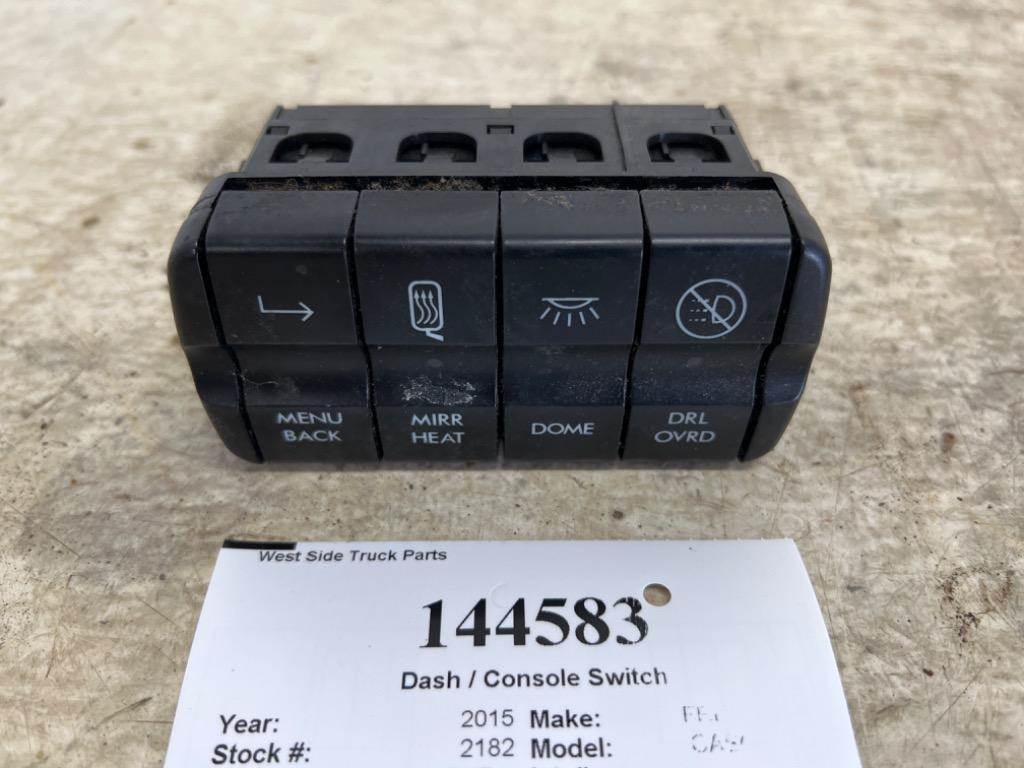 MENU
BACK
MIRR
HEAT
DOME
DRL
OVRD
West Side Truck Parts
144583
Dash / Console Switch
Year: 2015 Make:
Stock #: 2182 Model: